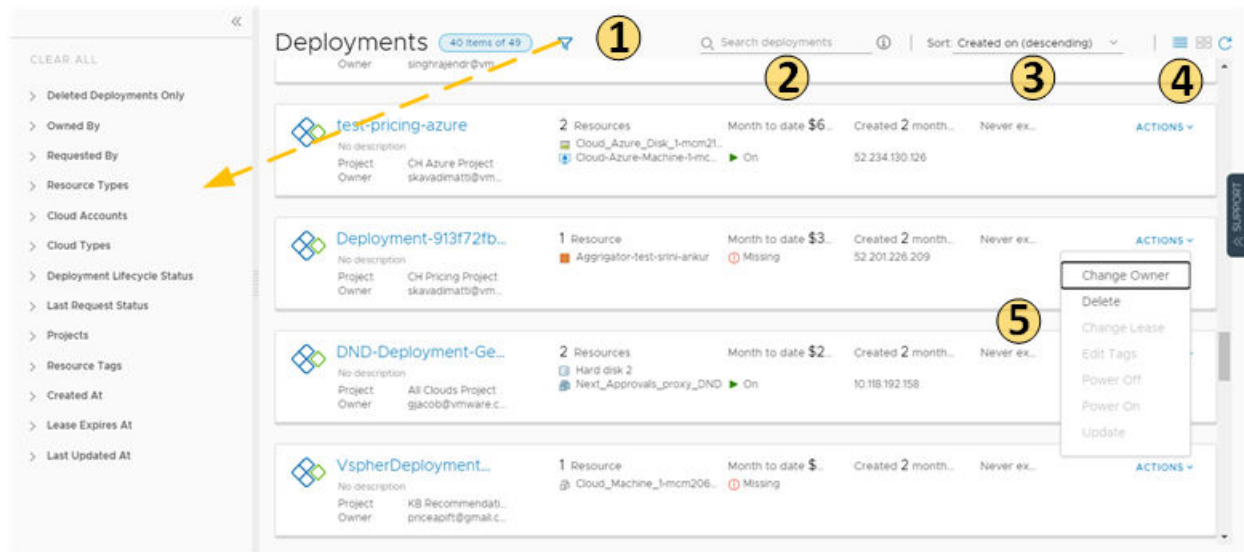 «
CLEAR ALL
> Deleted Deployments Only
> Owned By
> Requested By
> Resource Types
> Cloud Accounts
> Cloud Types
> Deployment Lifecycle Status
> Last Request Status
> Projects
> Resource Tags
> Created At
> Lease Expires At
> Last Updated At
Deployments 40 Items of 49 1 Search deployments Sort: Created on (descending)
2 3 4
Owner singhrajendr@vm...
test-pricing-azure 2 Resources Month to date $6... Created 2 month... Never ex... ACTIONS
No description Cloud_Azure_Disk_1-mcm21...
Cloud-Azure-Machine-1-mc... On 52.234.130.126
Project CH Azure Project
Owner skavadimatti@vm...
SUPPORT
Deployment-913f72fb... 1 Resource Month to date $3... Created 2 month... Never ex... ACTIONS
No description Aggrigator-test-srini-ankur Missing 52.201.226.209
Project CH Pricing Project
Owner skavadimatti@vm...
Change Owner
Delete
Change Lease
Edit Tags
Power Off
Power On
Update
5
DND-Deployment-Ge... 2 Resources Month to date $2... Created 2 month... Never ex...
No description Hard disk 2
Next_Approvals_proxy_DND On 10.118.192.158
Project All Clouds Project
Owner gjacob@vmware.c...
VspherDeployment... 1 Resource Month to date $... Created 2 month... Never ex... ACTIONS
No description Cloud_Machine_1-mcm206... Missing
Project KB Recommendati...
Owner priceapift@gmail.c...